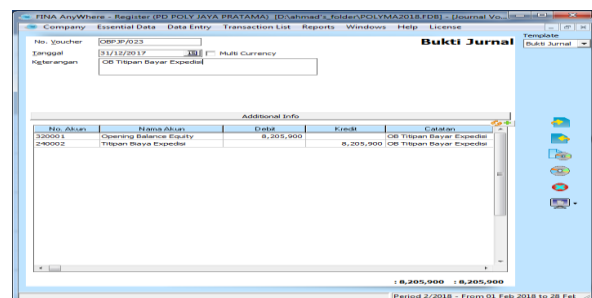 FINA AnyWhere - Register (PD POLY JAYA PRATAMA) [D:\ahmad's_folder\POLYMA2018.FDB] - [Journal Vo...
Company Essential Data Data Entry Transaction List Reports Windows Help License
Template
No. Voucher OBPJP/023 Bukti Jurnal Bukti Jurnal
Tanggal 31/12/2017 Multi Currency
Keterangan OB Titipan Bayar Expedisi
Additional Info
No. Akun Nama Akun Debit Kredit Catatan
320001 Opening Balance Equity 8,205,900 OB Titipan Bayar Expedisi
240002 Titipan Biaya Expedisi 8,205,900 OB Titipan Bayar Expedisi
: 8,205,900 : 8,205,900
Period 2/2018 - From 01 Feb 2018 to 28 Feb